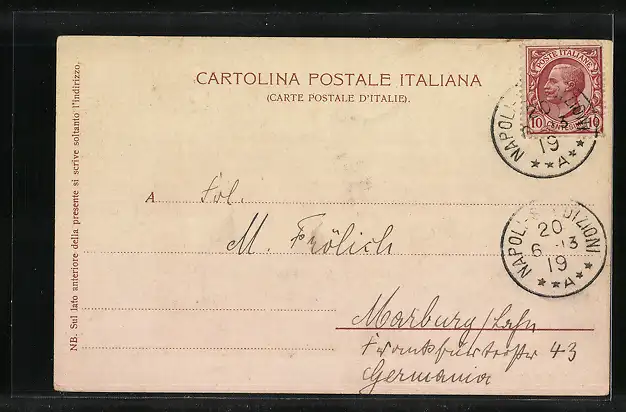 CARTOLINA POSTALE ITALIANA
(CARTE POSTALE D'ITALIE).
POSTE ITALIANE
10 10
NAPOLI
19
★★A★★
NB. Sul lato anteriore della presente si scrive soltanto l'indirizzo.
A Frl.
M. Frölich
NAPOLI
20
6 13
19
★★A★★
Marburg/Lahn
Frankfurterstr 43
Germania